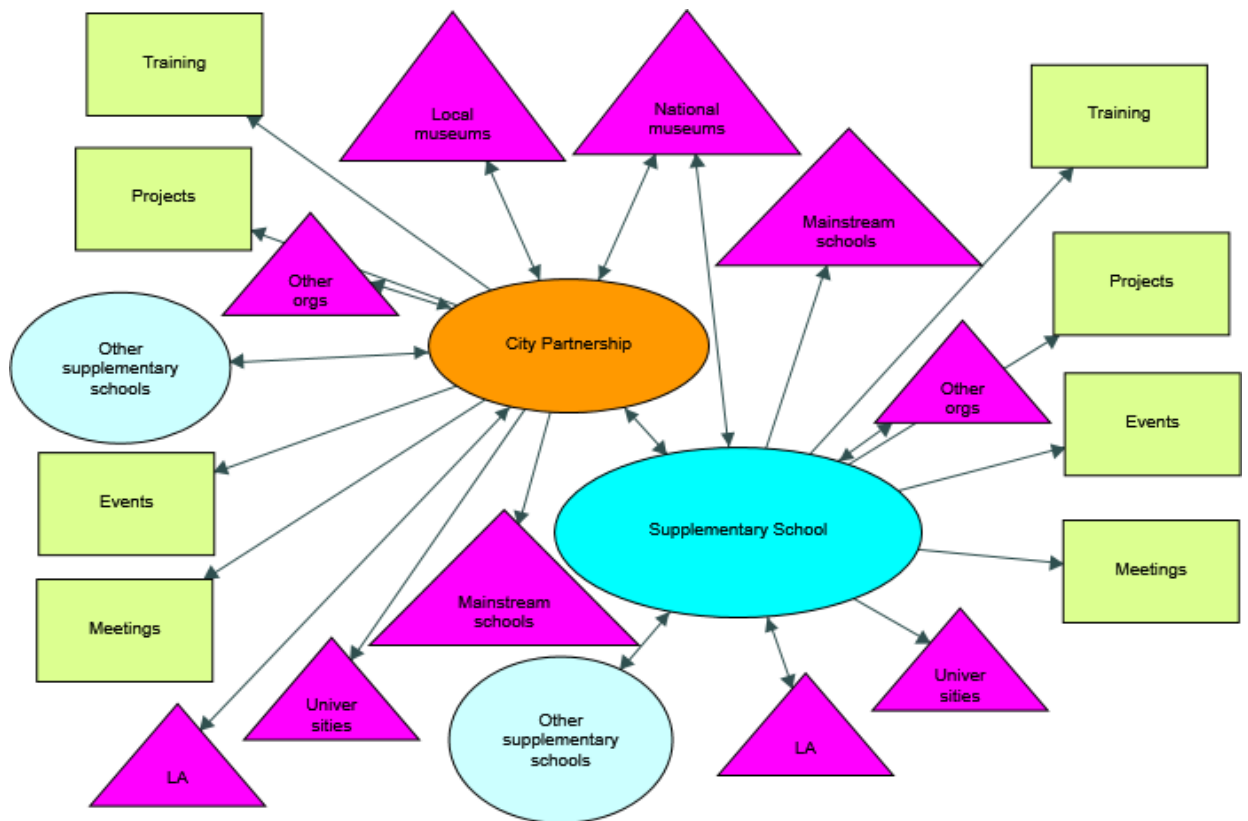 Training
Local
museums
National
museums
Training
Projects
Mainstream
schools
Other
orgs
Projects
Other
supplementary
schools
City Partnership
Other
orgs
Events
Events
Supplementary School
Meetings
Meetings
Mainstream
schools
Univer
sities
Univer
sities
LA
Other
supplementary
schools
LA